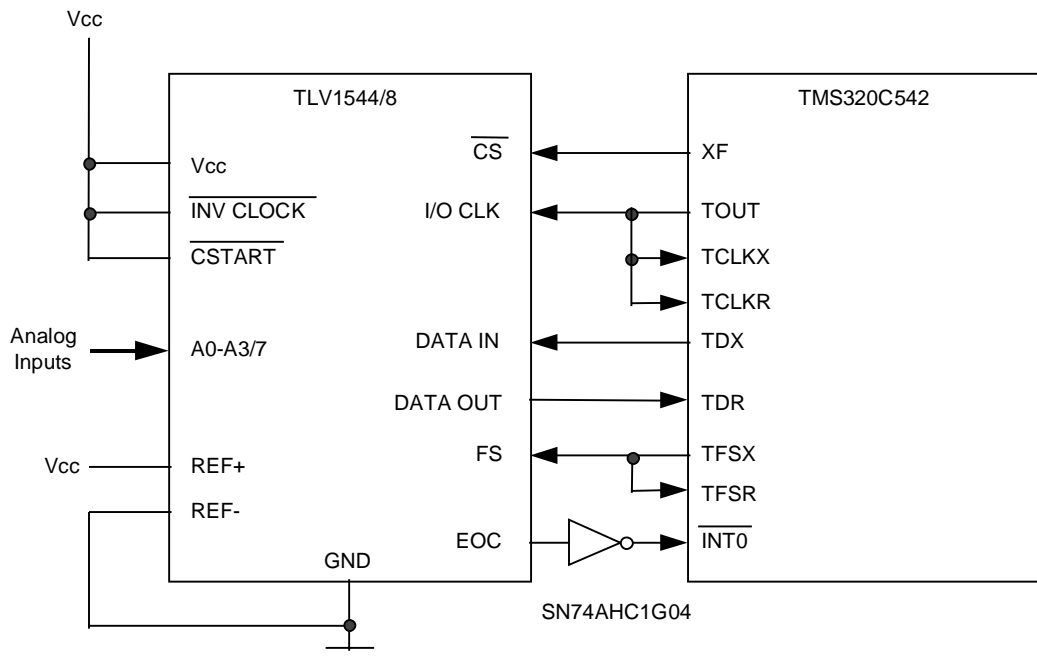 Vcc
TLV1544/8
TMS320C542
Vcc
INV CLOCK
CSTART
Analog
Inputs
A0-A3/7
Vcc
REF+
REF-
GND
CS
I/O CLK
DATA IN
DATA OUT
FS
EOC
XF
TOUT
TCLKX
TCLKR
TDX
TDR
TFSX
TFSR
INT0
SN74AHC1G04